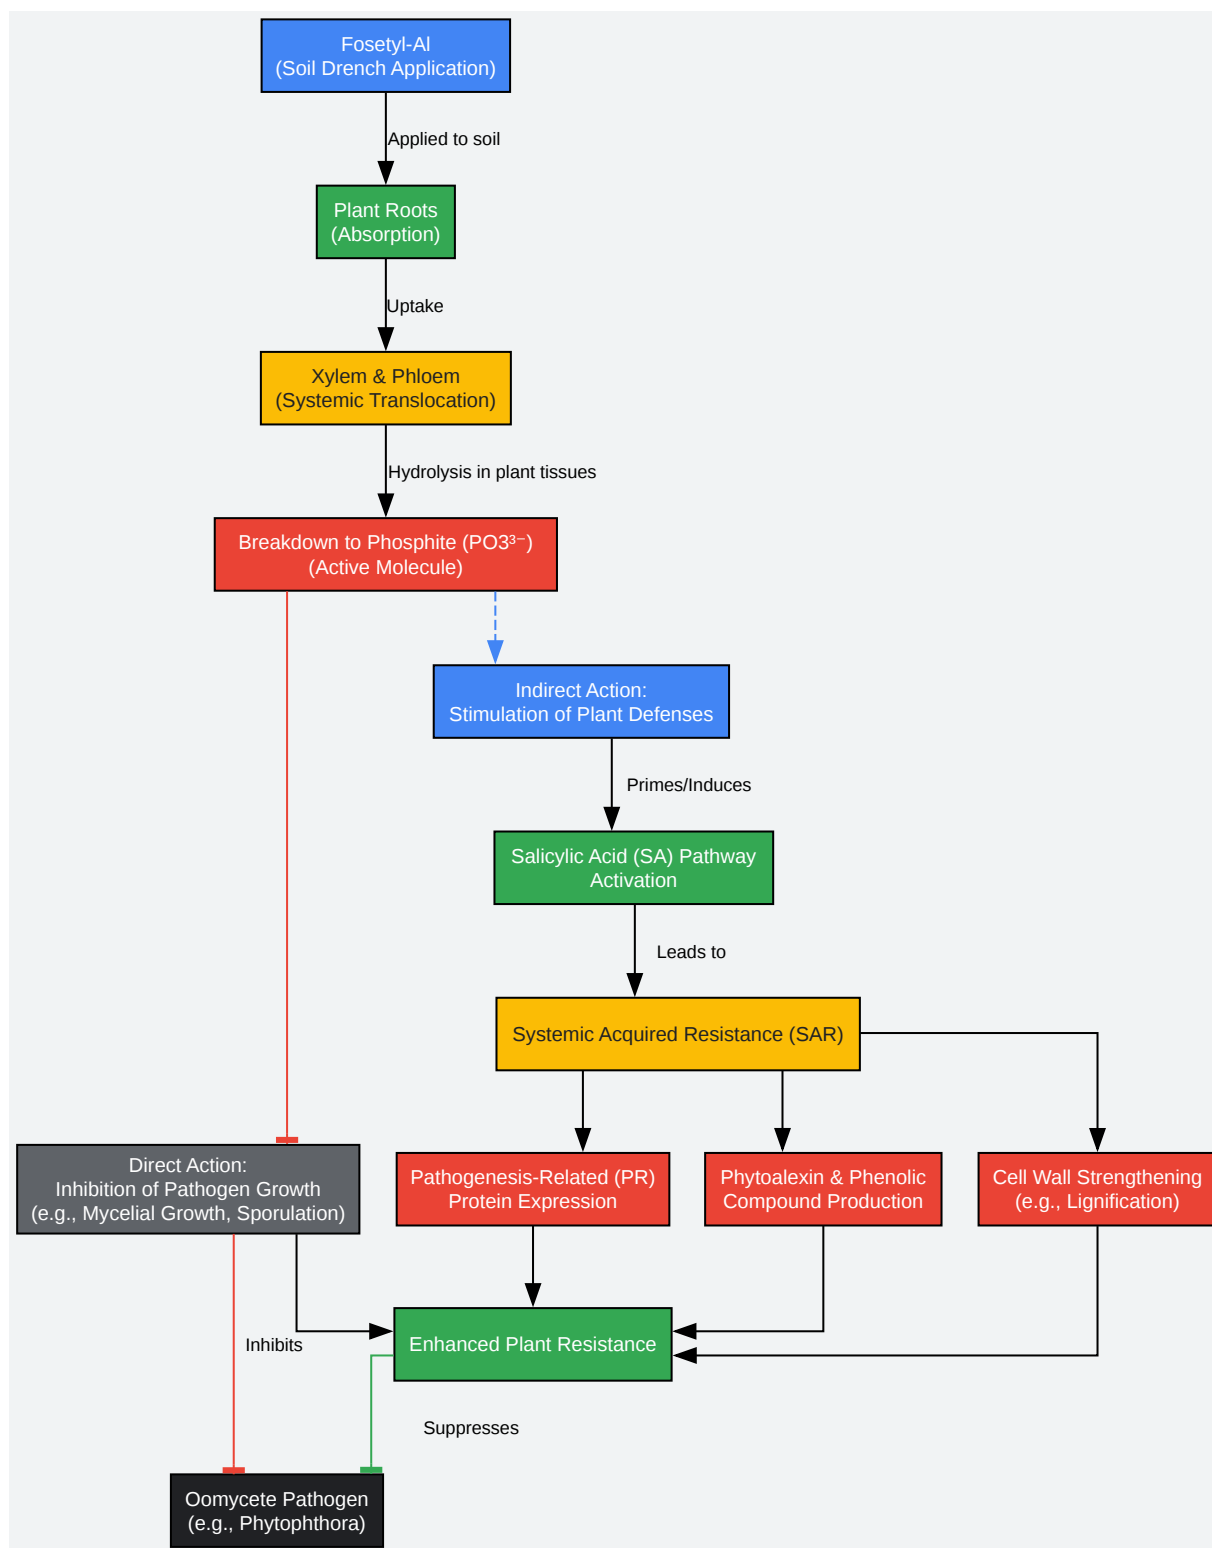 Fosetyl-Al
(Soil Drench Application)
Applied to soil
Plant Roots
(Absorption)
Uptake
Xylem & Phloem
(Systemic Translocation)
Hydrolysis in plant tissues
Breakdown to Phosphite (PO3³⁻)
(Active Molecule)
Indirect Action:
Stimulation of Plant Defenses
Primes/Induces
Salicylic Acid (SA) Pathway
Activation
Leads to
Systemic Acquired Resistance (SAR)
Direct Action:
Inhibition of Pathogen Growth
(e.g., Mycelial Growth, Sporulation)
Pathogenesis-Related (PR)
Protein Expression
Phytoalexin & Phenolic
Compound Production
Cell Wall Strengthening
(e.g., Lignification)
Inhibits
Enhanced Plant Resistance
Suppresses
Oomycete Pathogen
(e.g., Phytophthora)